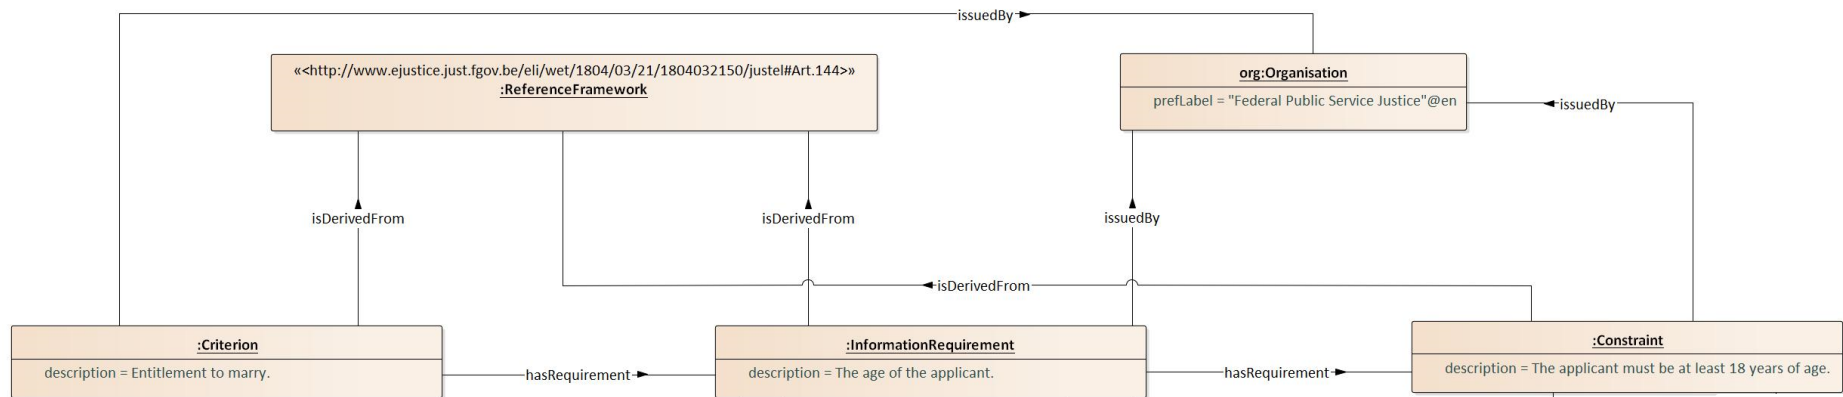 issuedBy
«<http://www.ejustice.just.fgov.be/eli/wet/1804/03/21/1804032150/justel#Art.144>»
:ReferenceFramework
org:Organisation
prefLabel = "Federal Public Service Justice"@en
issuedBy
isDerivedFrom
isDerivedFrom
issuedBy
isDerivedFrom
:Criterion
description = Entitlement to marry.
hasRequirement
:InformationRequirement
description = The age of the applicant.
hasRequirement
:Constraint
description = The applicant must be at least 18 years of age.